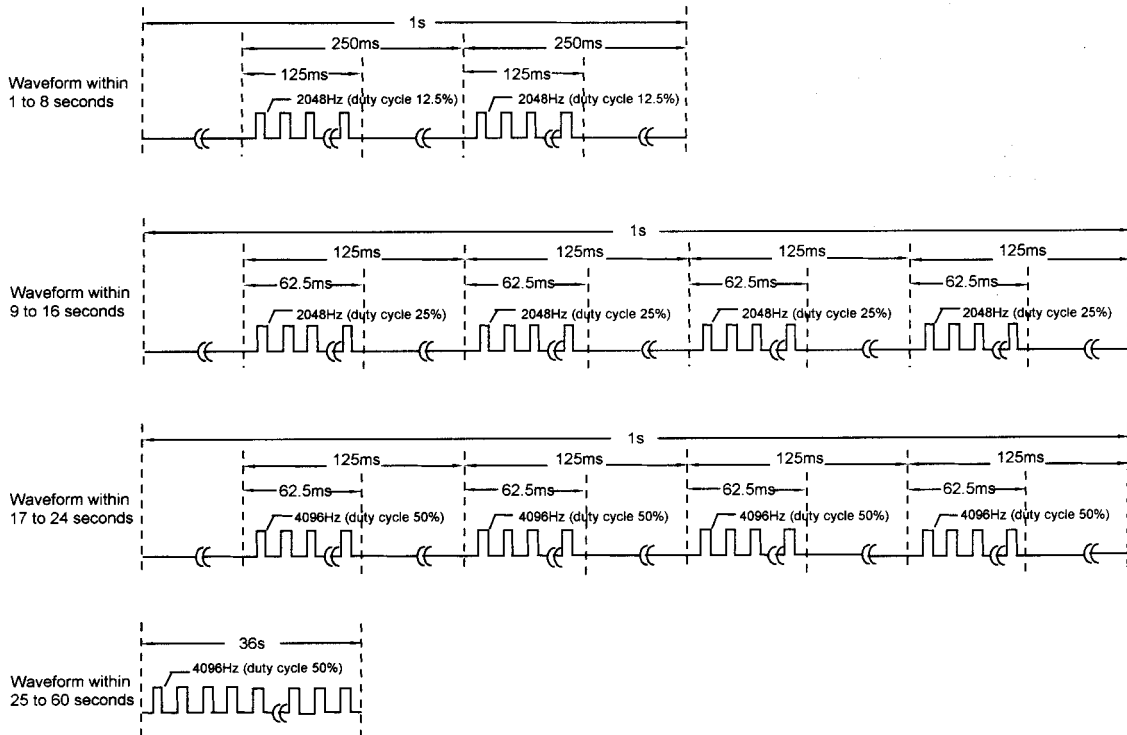 1s
250ms 250ms
125ms 125ms
Waveform within
1 to 8 seconds
2048Hz (duty cycle 12.5%) 2048Hz (duty cycle 12.5%)
1s
125ms 125ms 125ms 125ms
62.5ms 62.5ms 62.5ms 62.5ms
Waveform within
9 to 16 seconds
2048Hz (duty cycle 25%) 2048Hz (duty cycle 25%) 2048Hz (duty cycle 25%) 2048Hz (duty cycle 25%)
1s
125ms 125ms 125ms 125ms
62.5ms 62.5ms 62.5ms 62.5ms
Waveform within
17 to 24 seconds
4096Hz (duty cycle 50%) 4096Hz (duty cycle 50%) 4096Hz (duty cycle 50%) 4096Hz (duty cycle 50%)
36s
4096Hz (duty cycle 50%)
Waveform within
25 to 60 seconds